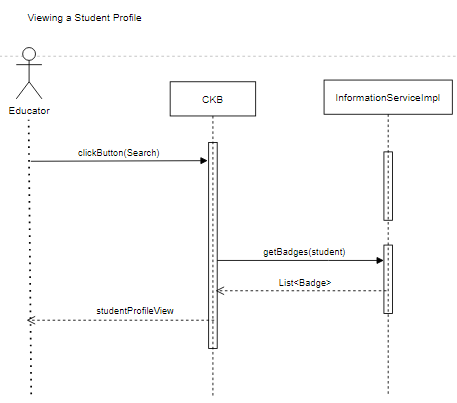 Viewing a Student Profile
Educator
CKB
InformationServiceImpl
clickButton(Search)
getBadges(student)
List<Badge>
studentProfileView